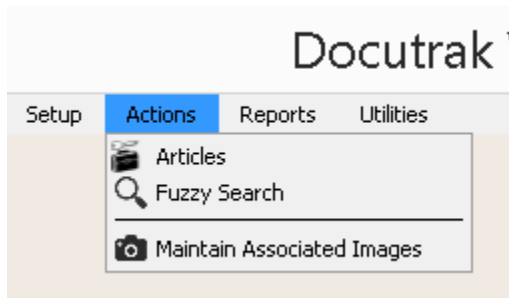 Docutrak
Setup Actions Reports Utilities
Articles
Fuzzy Search
Maintain Associated Images